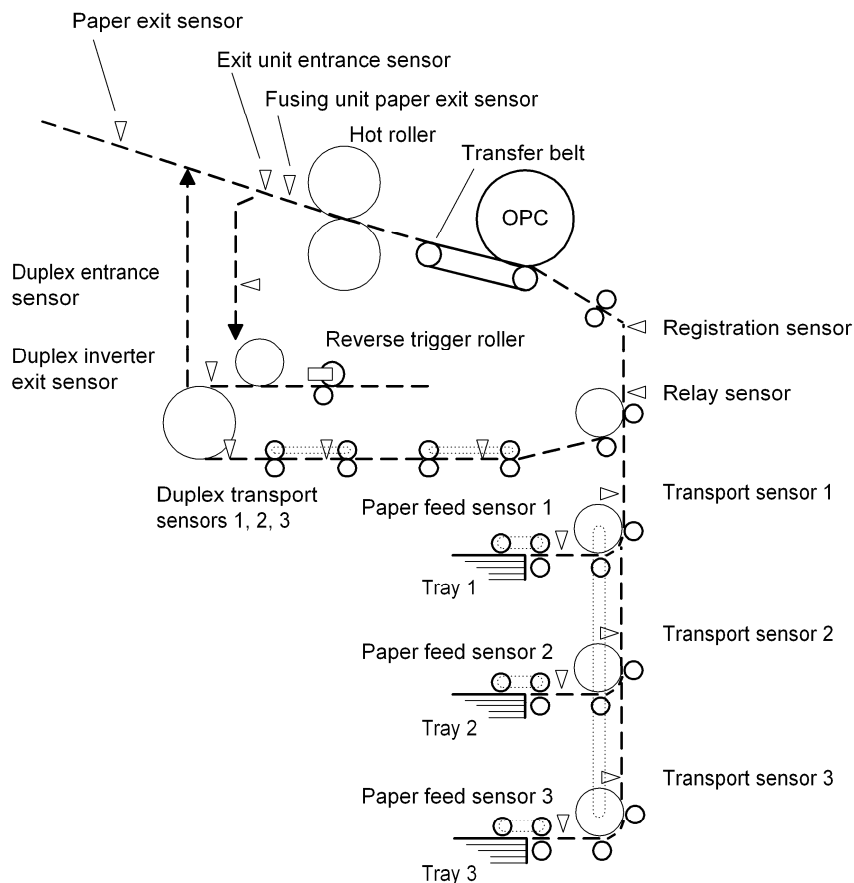 Paper exit sensor
Exit unit entrance sensor
Fusing unit paper exit sensor
Hot roller
Transfer belt
OPC
Duplex entrance
sensor
Registration sensor
Duplex inverter
exit sensor
Reverse trigger roller
Relay sensor
Duplex transport
sensors 1, 2, 3
Paper feed sensor 1
Transport sensor 1
Tray 1
Paper feed sensor 2
Transport sensor 2
Tray 2
Paper feed sensor 3
Transport sensor 3
Tray 3